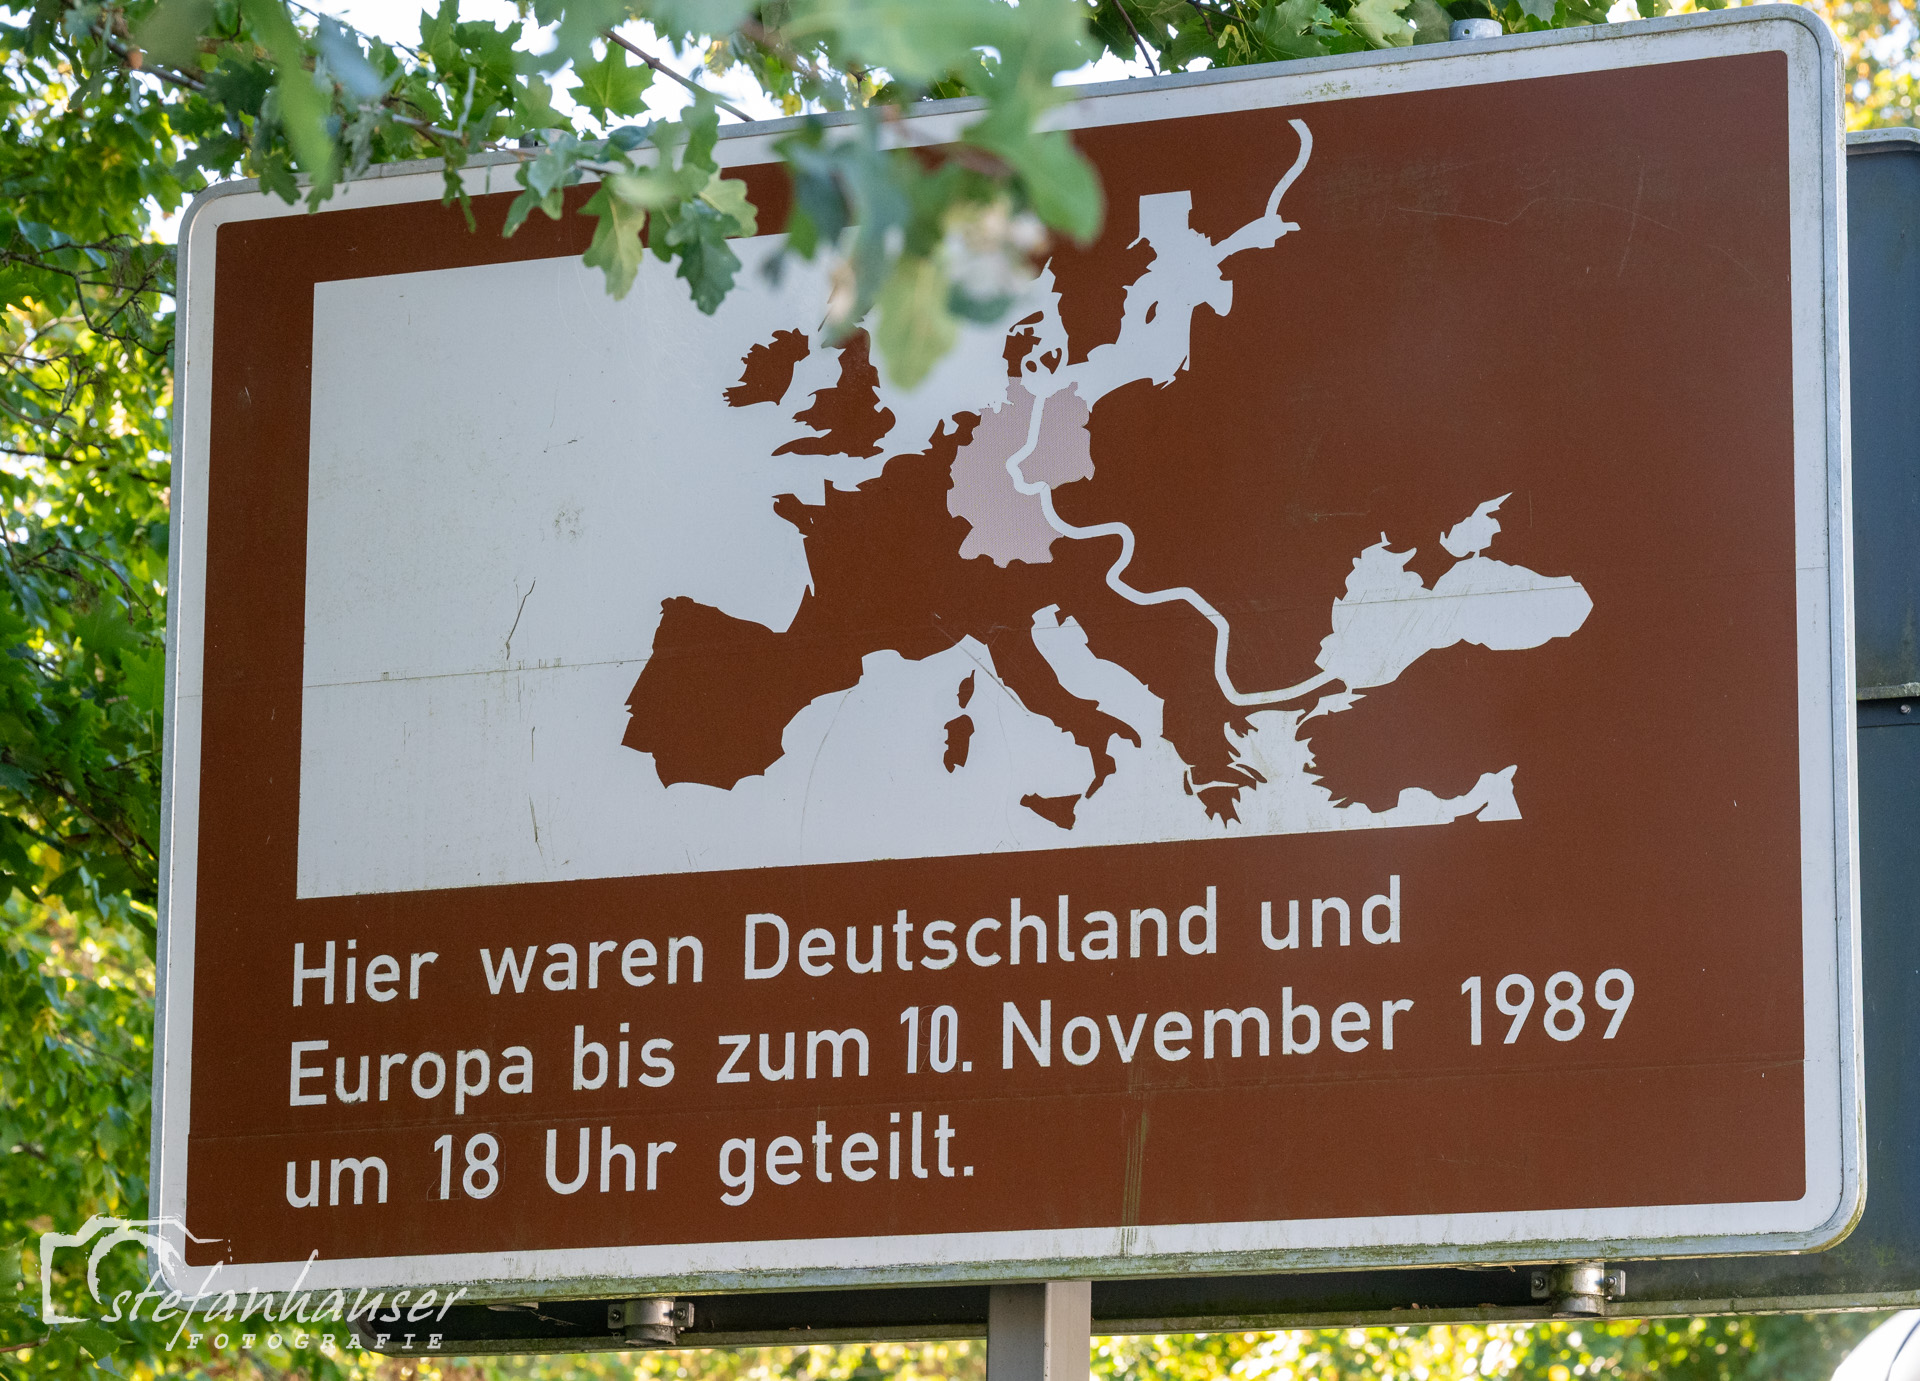 Hier waren Deutschland und
Europa bis zum 10. November 1989
um 18 Uhr geteilt.
stefanhauser
FOTOGRAFIE